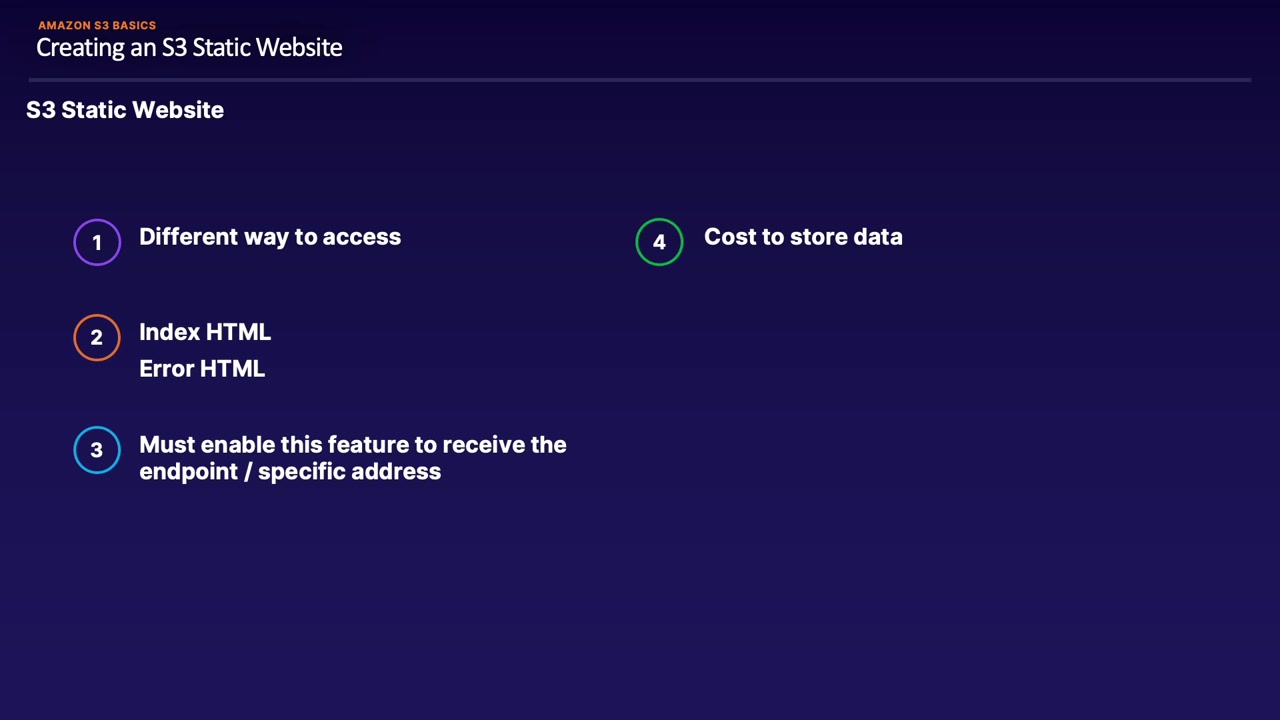 AMAZON S3 BASICS
Creating an S3 Static Website
S3 Static Website
1 Different way to access
2 Index HTML
Error HTML
3 Must enable this feature to receive the
endpoint / specific address
4 Cost to store data